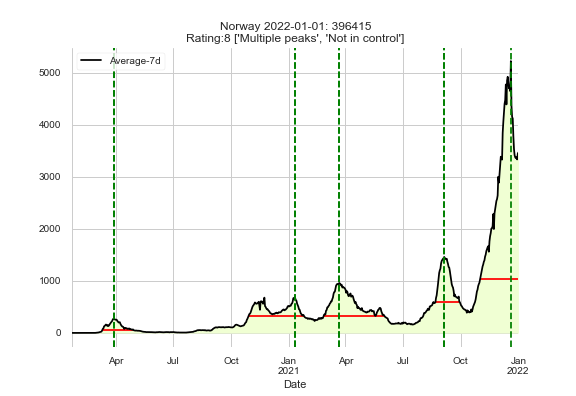 Norway 2022-01-01: 396415
Rating:8 ['Multiple peaks', 'Not in control']
Average-7d
5000
4000
3000
2000
1000
0
Apr Jul Oct Jan Apr Jul Oct Jan
2021 2022
Date